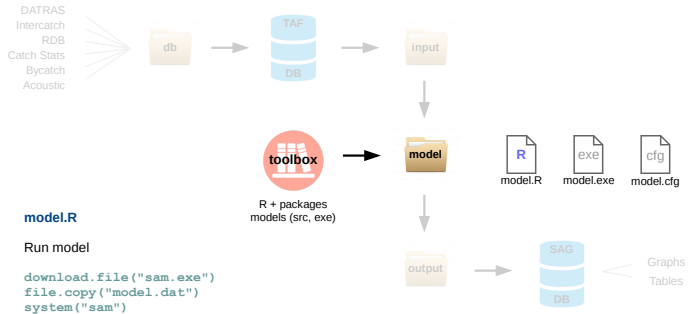 DATRAS
Intercatch
RDB
Catch Stats
Bycatch
Acoustic
db
TAF
DB
input
toolbox
R + packages
models (src, exe)
model
R
model.R
exe
model.exe
cfg
model.cfg
model.R
Run model
download.file("sam.exe")
file.copy("model.dat")
system("sam")
output
SAG
DB
Graphs
Tables